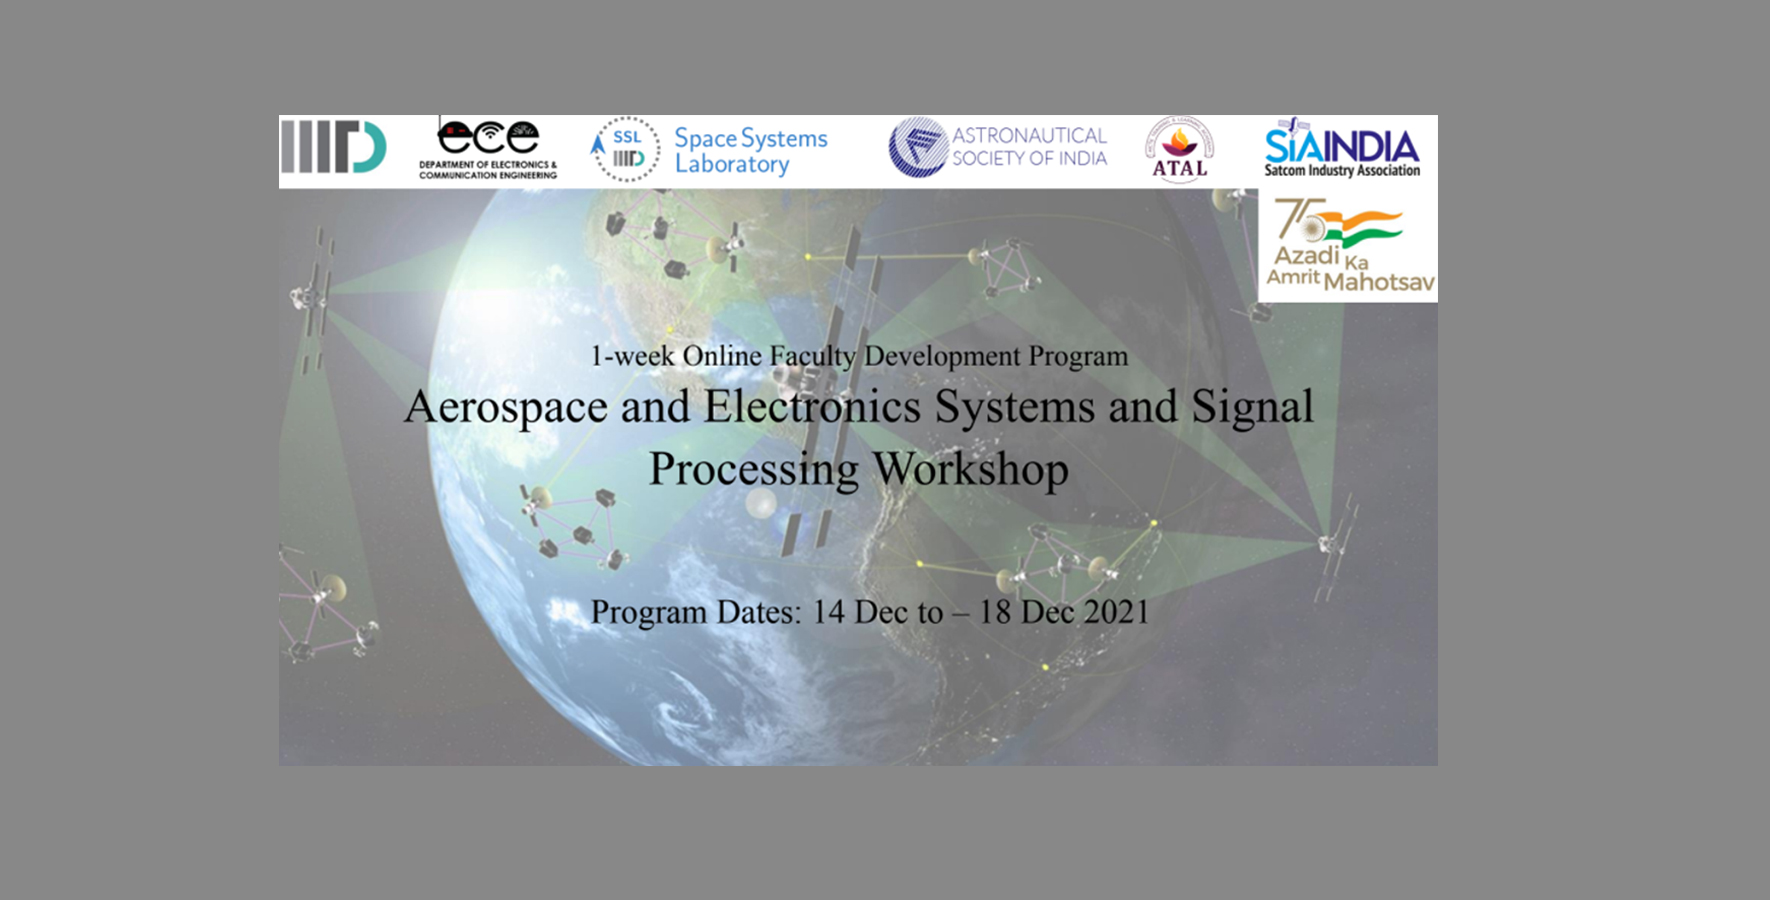 IIITD
ece
DEPARTMENT OF ELECTRONICS &
COMMUNICATION ENGINEERING
SSL
IIITD
Space Systems
Laboratory
ASTRONAUTICAL
SOCIETY OF INDIA
ATAL
SIAINDIA
Satcom Industry Association
75
Azadi Ka
Amrit Mahotsav
1-week Online Faculty Development Program
Aerospace and Electronics Systems and Signal
Processing Workshop
Program Dates: 14 Dec to – 18 Dec 2021